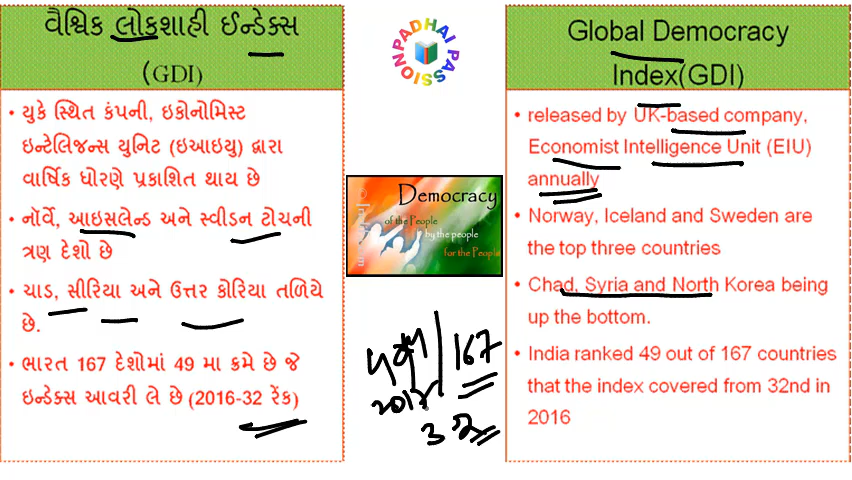 વૈશ્વિક લોકશાહી ઈન્ડેક્સ
(GDI)
યુકે સ્થિત કંપની, ઇકોનોમિસ્ટ
ઇન્ટેલિજન્સ યુનિટ (ઇઆઇયુ) દ્વારા
વાર્ષિક ધોરણે પ્રકાશિત થાય છે
નૉર્વે, આઇસલેન્ડ અને સ્વીડન ટોચની
ત્રણ દેશો છે
ચાડ, સીરિયા અને ઉત્તર કોરિયા તળિયે
છે.
ભારત 167 દેશોમાં 49 મા ક્રમે છે જે
ઇન્ડેક્સ આવરી લે છે (2016-32 રેંક)
PADHAI PASSION
Democracy
of the People
by the people
for the People
167
32
Global Democracy
Index(GDI)
released by UK-based company,
Economist Intelligence Unit (EIU)
annually
Norway, Iceland and Sweden are
the top three countries
Chad, Syria and North Korea being
up the bottom.
India ranked 49 out of 167 countries
that the index covered from 32nd in
2016